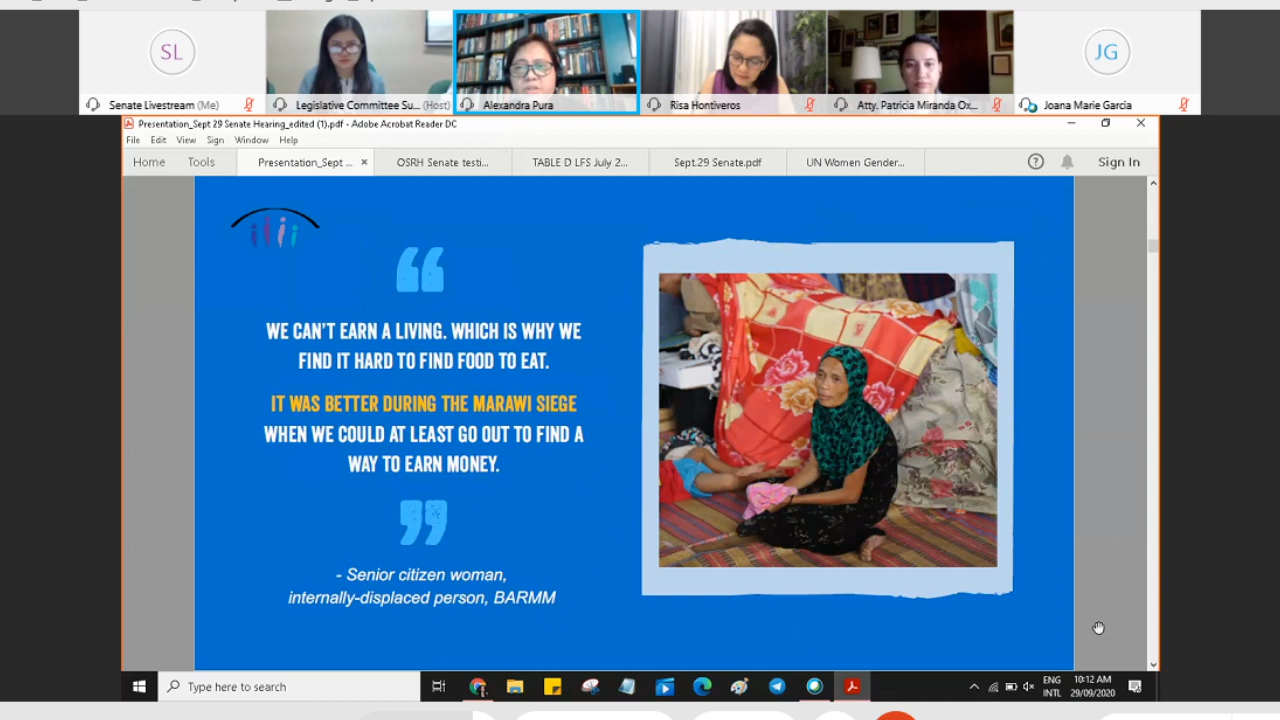 SL
JG
Senate Livestream (Me)
Legislative Committee Su... (Host)
Alexandra Pura
Risa Hontiveros
Atty. Patricia Miranda Ox...
Joana Marie Garcia
Presentation_Sept 29 Senate Hearing_edited (1).pdf - Adobe Acrobat Reader DC
File Edit View Sign Window Help
Home Tools Presentation_Sept ... × OSRH Senate testi... TABLE D LFS July 2... Sept.29 Senate.pdf UN Women Gender... Sign In
WE CAN'T EARN A LIVING. WHICH IS WHY WE
FIND IT HARD TO FIND FOOD TO EAT.
IT WAS BETTER DURING THE MARAWI SIEGE
WHEN WE COULD AT LEAST GO OUT TO FIND A
WAY TO EARN MONEY.
- Senior citizen woman,
internally-displaced person, BARMM
Type here to search
ENG
INTL
10:12 AM
29/09/2020